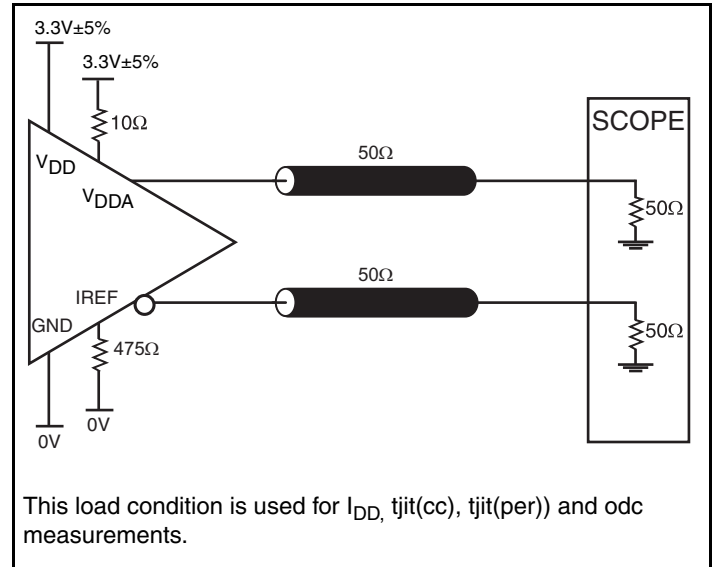 3.3V±5%
3.3V±5%
10Ω
SCOPE
50Ω
VDD
VDDA
50Ω
50Ω
IREF
GND
50Ω
475Ω
0V
0V
This load condition is used for IDD, tjit(cc), tjit(per)) and odc
measurements.